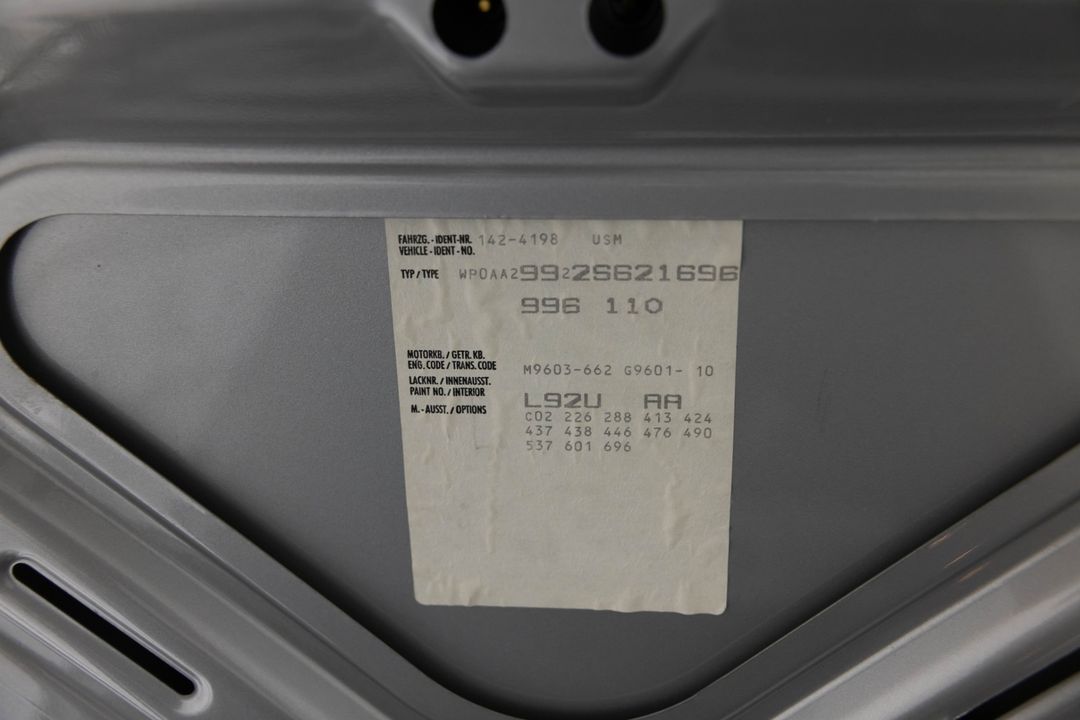 FAHRZG.-IDENT-NR. 142-4198 USM
VEHICLE-IDENT-NO.
TYP/TYPE WP0AA29922S621696
996 110
MOTORKB./GETR. KB.
ENG. CODE/TRANS. CODE M9603-662 G9601- 10
LACKNR./INNENAUSST.
PAINT NO./INTERIOR L92U AA
M.-AUSST./OPTIONS C02 226 288 413 424
437 438 446 476 490
537 601 696